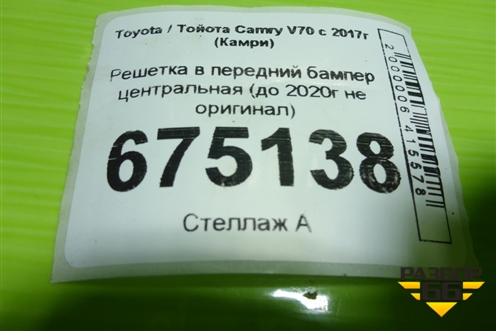 Toyota / Тойота Camry V70 с 2017г
(Камри)
Решетка в передний бампер
центральная (до 2020г не
оригинал)
675138
Стеллаж А
2000006415578
РАЗБОР
66